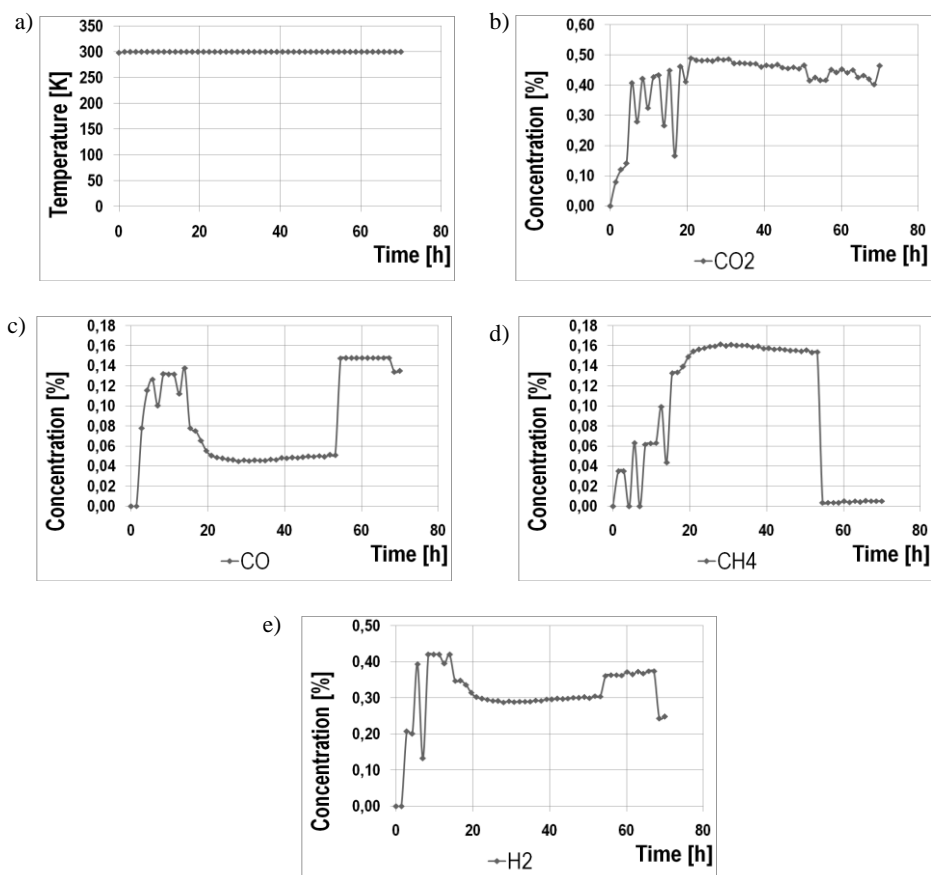 a)
Temperature [K]
350
300
250
200
150
100
50
0
0 20 40 60 80
Time [h]
b)
Concentration [%]
0,60
0,50
0,40
0,30
0,20
0,10
0,00
0 20 40 60 80
Time [h]
CO2
c)
Concentration [%]
0,18
0,16
0,14
0,12
0,10
0,08
0,06
0,04
0,02
0,00
0 20 40 60 80
Time [h]
CO
d)
Concentration [%]
0,18
0,16
0,14
0,12
0,10
0,08
0,06
0,04
0,02
0,00
0 20 40 60 80
Time [h]
CH4
e)
Concentration [%]
0,50
0,40
0,30
0,20
0,10
0,00
0 20 40 60 80
Time [h]
H2